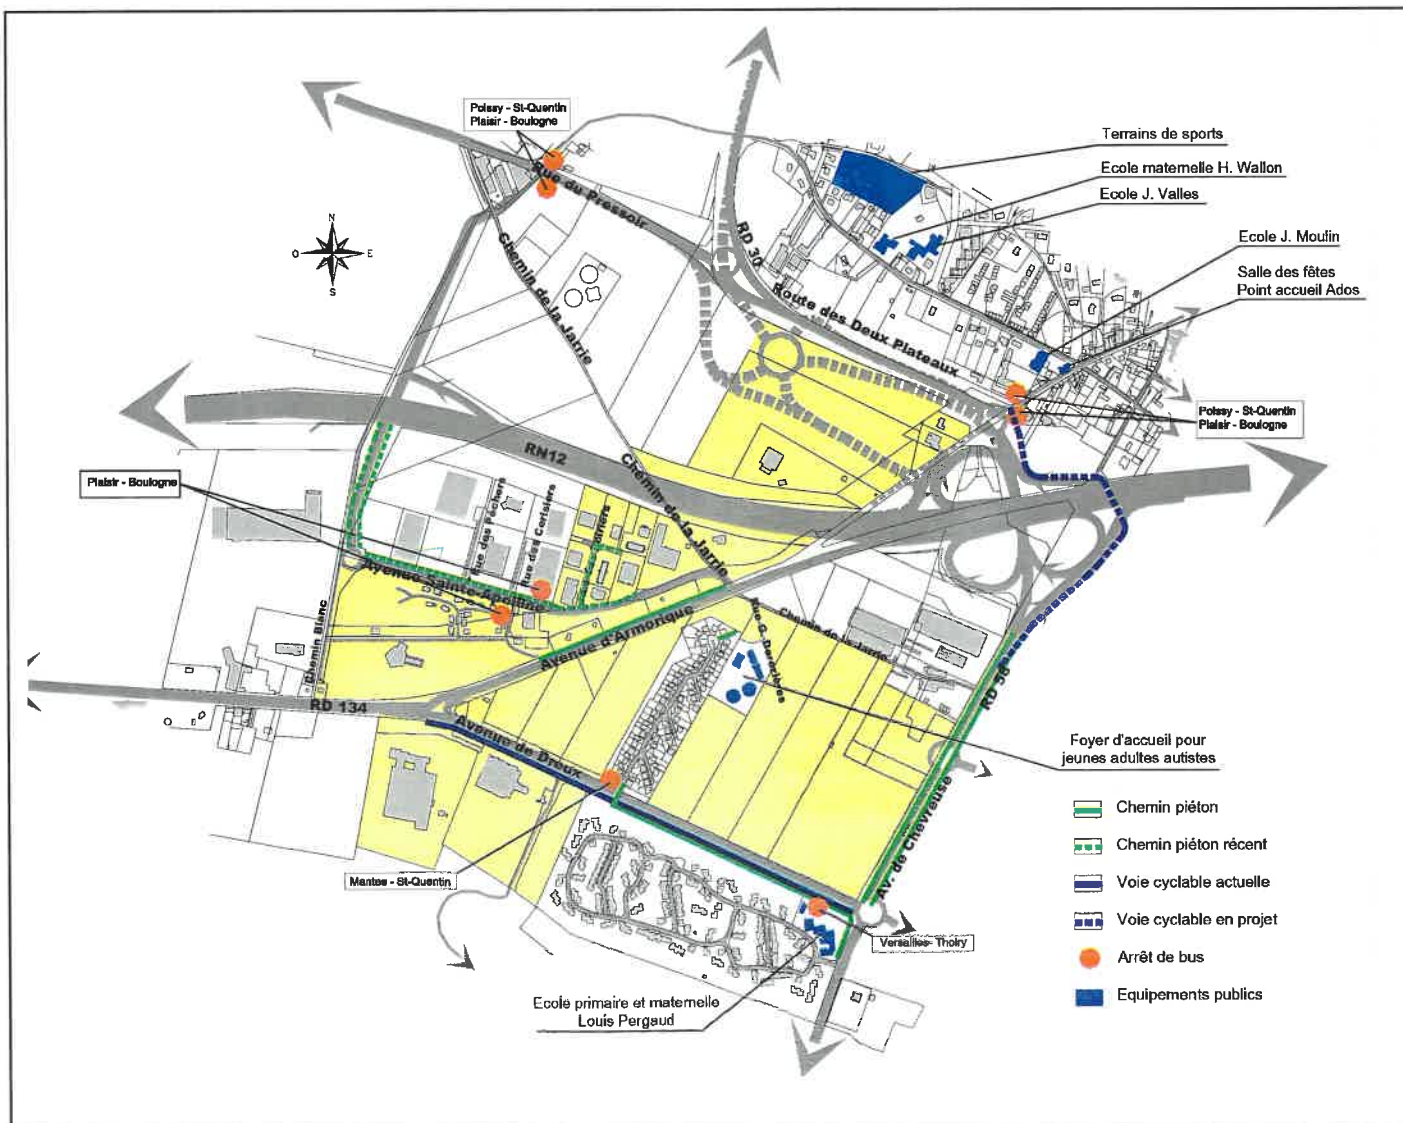 Poissy - St-Quentin
Plaisir - Boulogne
Terrains de sports
Ecole maternelle H. Wallon
Ecole J. Valles
Ecole J. Moulin
Salle des fêtes
Point accueil Ados
N
O
E
S
Rue du Pressoir
RD 30
Chemin de la Jarrie
Route des Deux Plateaux
Poissy - St-Quentin
Plaisir - Boulogne
RN12
Plaisir - Boulogne
Chemin de la Jarrie
Rue des Pêchers
Rue des Cerisiers
Avenue Sainte-Apolline
Chemin Blanc
Avenue d'Armorique
Chemin de la Jarrie
RD 134
RD 58
Avenue de Dreux
Foyer d'accueil pour
jeunes adultes autistes
Av. de Chevreuse
Mantes - St-Quentin
Versailles- Thoiry
Ecole primaire et maternelle
Louis Pergaud
Chemin piéton
Chemin piéton récent
Voie cyclable actuelle
Voie cyclable en projet
Arrêt de bus
Equipements publics